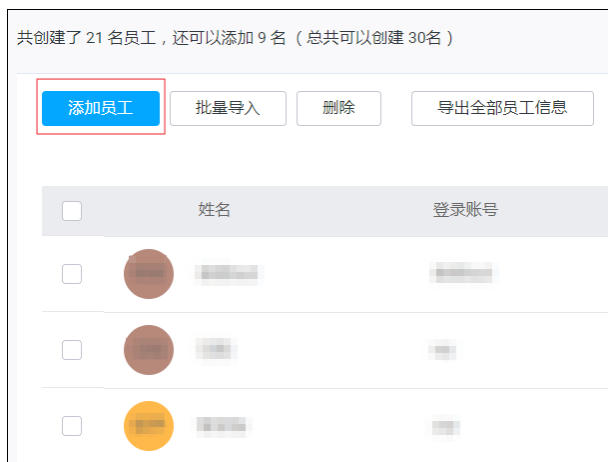 共创建了 21 名员工，还可以添加 9 名（总共可以创建 30名）
添加员工 批量导入 删除 导出全部员工信息
姓名 登录账号